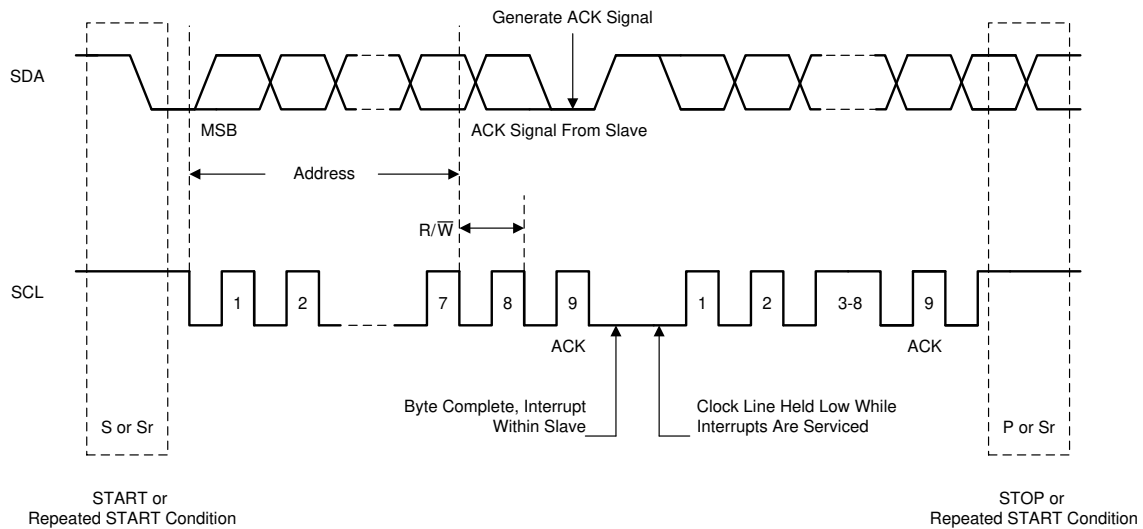 Generate ACK Signal
SDA
MSB
ACK Signal From Slave
Address
R/W̅
SCL
1
2
7
8
9
1
2
3-8
9
ACK
ACK
Byte Complete, Interrupt
Within Slave
Clock Line Held Low While
Interrupts Are Serviced
S or Sr
P or Sr
START or
Repeated START Condition
STOP or
Repeated START Condition